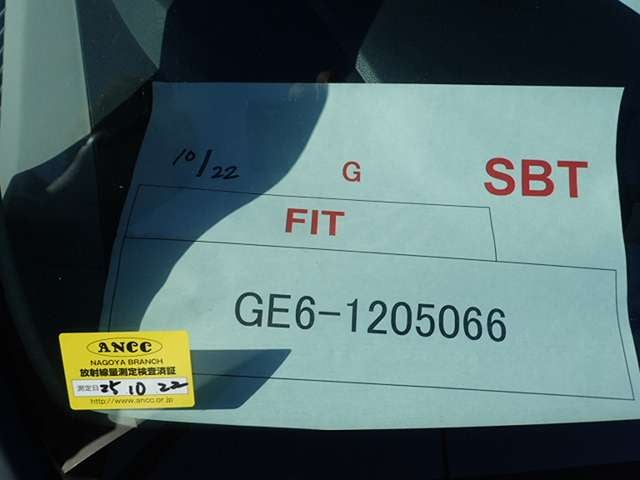 10/22 G SBT
FIT
GE6-1205066
ANCC
NAGOYA BRANCH
放射線量測定検査済証
測定日 25 10 22
http://www.ancc.or.jp